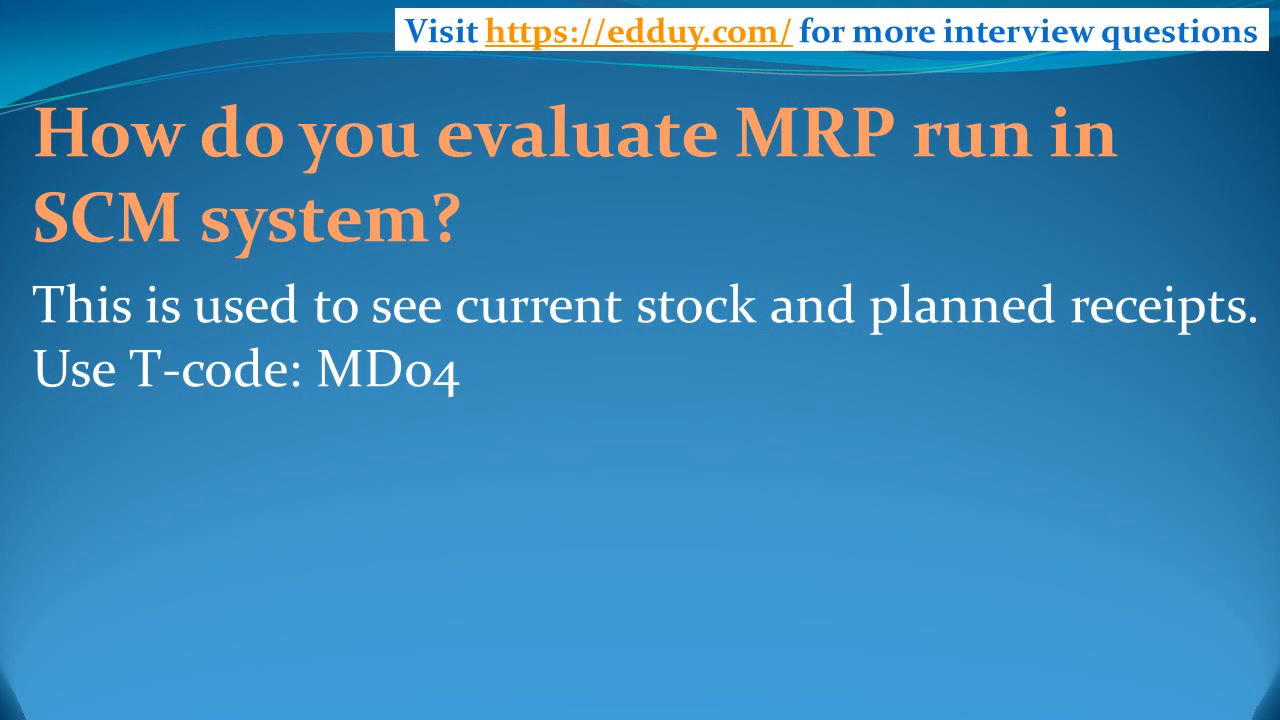 Visit https://edduy.com/ for more interview questions
How do you evaluate MRP run in
SCM system?
This is used to see current stock and planned receipts.
Use T-code: MD04